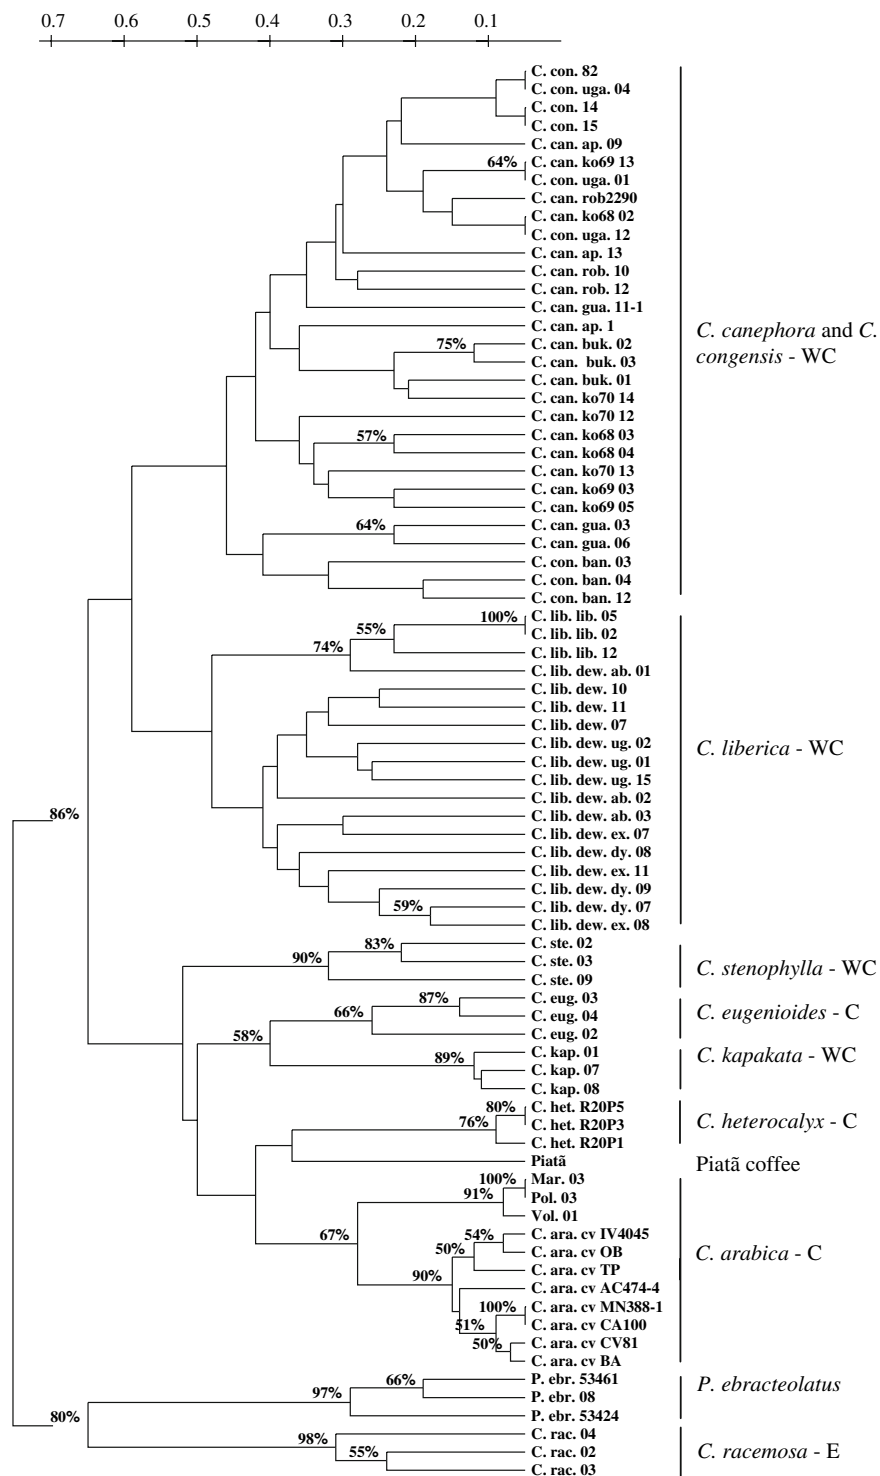 0.7 0.6 0.5 0.4 0.3 0.2 0.1
C. con. 82
C. con. uga. 04
C. con. 14
C. con. 15
C. can. ap. 09
64% C. can. ko69 13
C. con. uga. 01
C. can. rob2290
C. can. ko68 02
C. con. uga. 12
C. can. ap. 13
C. can. rob. 10
C. can. rob. 12
C. can. gua. 11-1
C. can. ap. 1
75% C. can. buk. 02
C. can. buk. 03
C. can. buk. 01
C. can. ko70 14
C. can. ko70 12
57% C. can. ko68 03
C. can. ko68 04
C. can. ko70 13
C. can. ko69 03
C. can. ko69 05
64% C. can. gua. 03
C. can. gua. 06
C. con. ban. 03
C. con. ban. 04
C. con. ban. 12
C. canephora and C.
congensis - WC
100% C. lib. lib. 05
55% C. lib. lib. 02
74% C. lib. lib. 12
C. lib. dew. ab. 01
C. lib. dew. 10
C. lib. dew. 11
C. lib. dew. 07
C. lib. dew. ug. 02
C. lib. dew. ug. 01
C. lib. dew. ug. 15
C. lib. dew. ab. 02
86% C. lib. dew. ab. 03
C. lib. dew. ex. 07
C. lib. dew. dy. 08
C. lib. dew. ex. 11
C. lib. dew. dy. 09
59% C. lib. dew. dy. 07
C. lib. dew. ex. 08
C. liberica - WC
83% C. ste. 02
90% C. ste. 03
C. ste. 09
C. stenophylla - WC
87% C. eug. 03
66% C. eug. 04
58% C. eug. 02
C. eugenioides - C
89% C. kap. 01
C. kap. 07
C. kap. 08
C. kapakata - WC
80% C. het. R20P5
76% C. het. R20P3
C. het. R20P1
C. heterocalyx - C
Piatã Piatã coffee
100% Mar. 03
91% Pol. 03
Vol. 01
67% 54% C. ara. cv IV4045
50% C. ara. cv OB
90% C. ara. cv TP
C. ara. cv AC474-4
100% C. ara. cv MN388-1
51% C. ara. cv CA100
50% C. ara. cv CV81
C. ara. cv BA
C. arabica - C
66% P. ebr. 53461
97% P. ebr. 08
80% P. ebr. 53424
P. ebracteolatus
98% C. rac. 04
55% C. rac. 02
C. rac. 03
C. racemosa - E